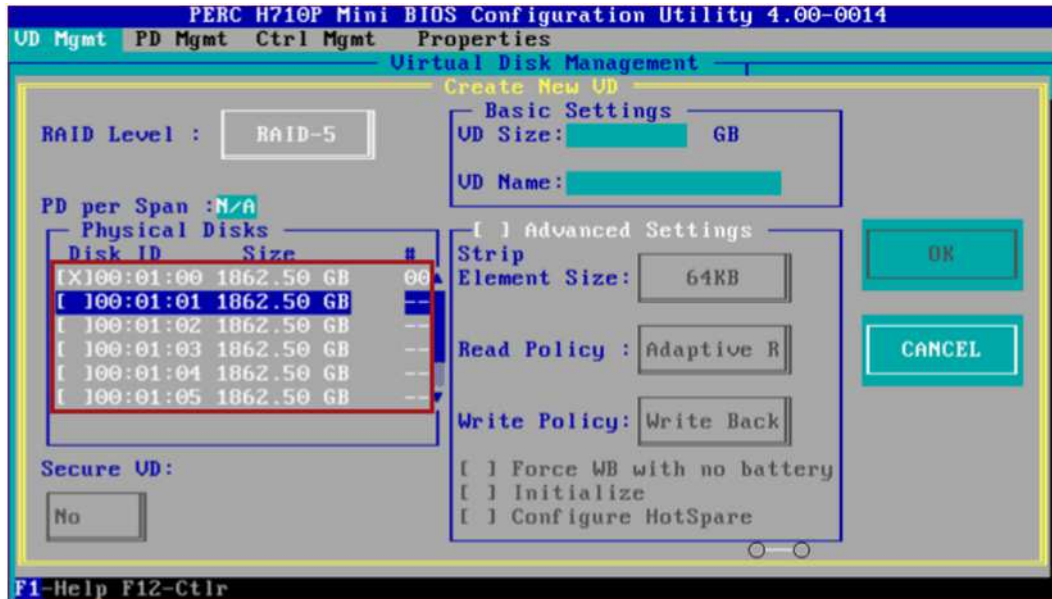 PERC H710P Mini BIOS Configuration Utility 4.00-0014
VD Mgmt PD Mgmt Ctrl Mgmt Properties
Virtual Disk Management
Create New VD
RAID Level : RAID-5
PD per Span :N/A
Physical Disks
Disk ID Size #
[X]00:01:00 1862.50 GB 00
[ ]00:01:01 1862.50 GB --
[ ]00:01:02 1862.50 GB --
[ ]00:01:03 1862.50 GB --
[ ]00:01:04 1862.50 GB --
[ ]00:01:05 1862.50 GB --
Secure VD:
No
Basic Settings
VD Size: GB
VD Name:
[ ] Advanced Settings
Strip
Element Size: 64KB
Read Policy : Adaptive R
Write Policy: Write Back
[ ] Force WB with no battery
[ ] Initialize
[ ] Configure HotSpare
OK
CANCEL
F1-Help F12-Ctlr